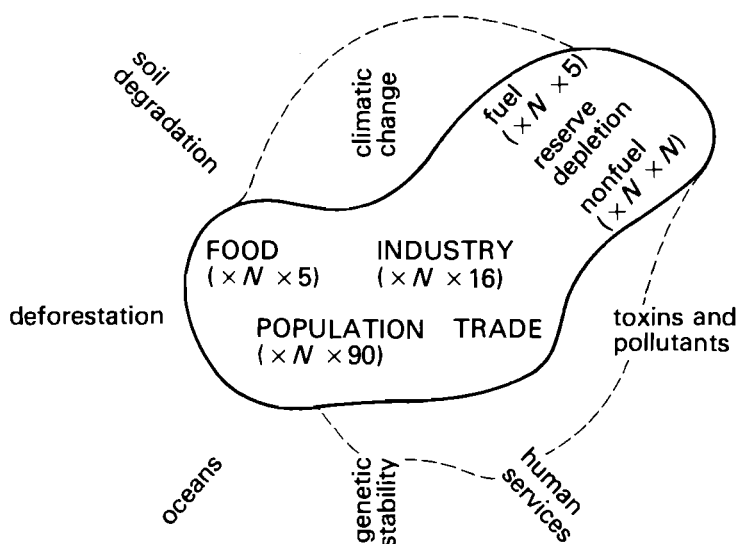 soil
degradation
climatic
change
fuel
(× N × 5)
reserve
depletion
nonfuel
(× N × N)
FOOD
(× N × 5)
INDUSTRY
(× N × 16)
deforestation
POPULATION
(× N × 90)
TRADE
toxins and
pollutants
oceans
genetic
stability
human
services